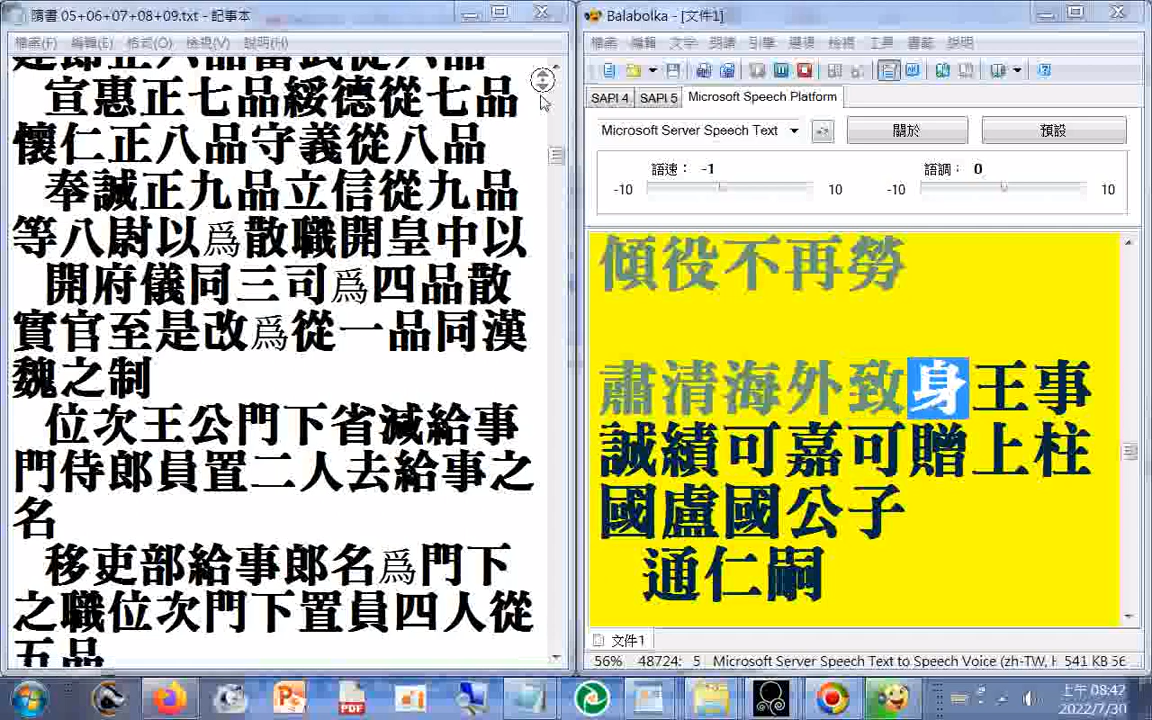 隋書05+06+07+08+09.txt - 記事本
檔案(F) 編輯(E) 格式(O) 檢視(V) 說明(H)
宣惠正七品綏德從七品
懷仁正八品守義從八品
奉誠正九品立信從九品
等八尉以爲散職開皇中以
開府儀同三司爲四品散
實官至是改爲從一品同漢
魏之制
位次王公門下省減給事
門侍郎員置二人去給事之
名
移吏部給事郎名爲門下
之職位次門下置員四人從
五品
Balabolka - [文件1]
檔案 編輯 文字 朗讀 引擎 選項 檢視 工具 書籤 說明
SAPI 4 SAPI 5 Microsoft Speech Platform
Microsoft Server Speech Text 關於 預設
語速： -1 語調： 0
-10 10 -10 10
傾役不再勞
肅清海外致身王事
誠績可嘉可贈上柱
國盧國公子
通仁嗣
文件1
56% 48724: 5 Microsoft Server Speech Text to Speech Voice (zh-TW, H 541 KB 56
PDF
上午 08:42
2022/7/30